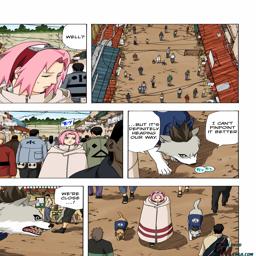 WELL?
I CAN'T
PINPOINT
IT BETTER
...BUT IT'S
DEFINITELY
HEADING
OUR WAY.
WE'RE
CLOSE
...!